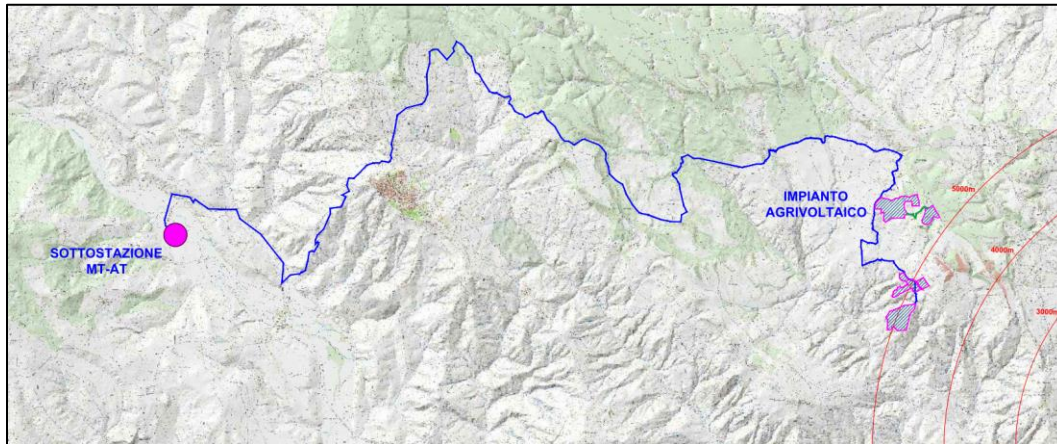 IMPIANTO
AGRIVOLTAICO
5000m
4000m
3000m
SOTTOSTAZIONE
MT-AT